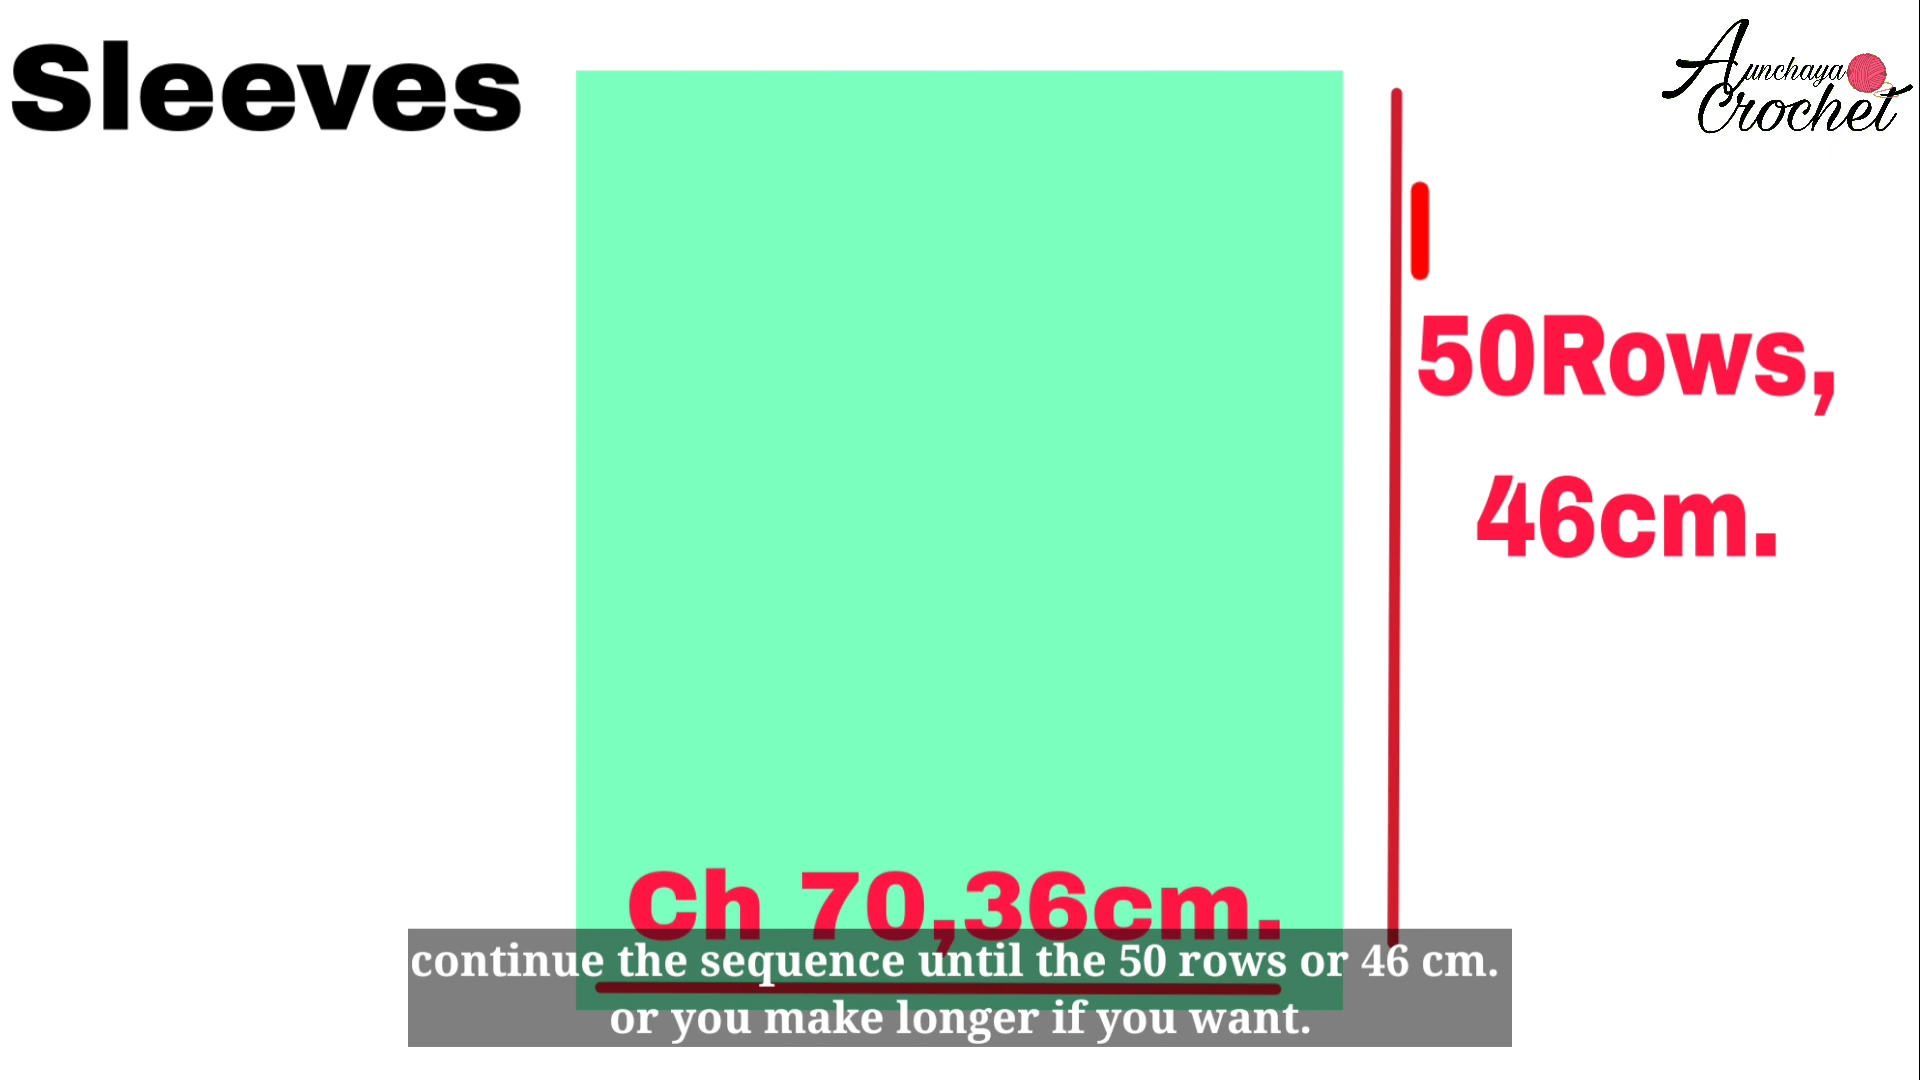 Sleeves
Aunchaya
Crochet
50Rows,
46cm.
Ch 70,36cm.
continue the sequence until the 50 rows or 46 cm.
or you make longer if you want.